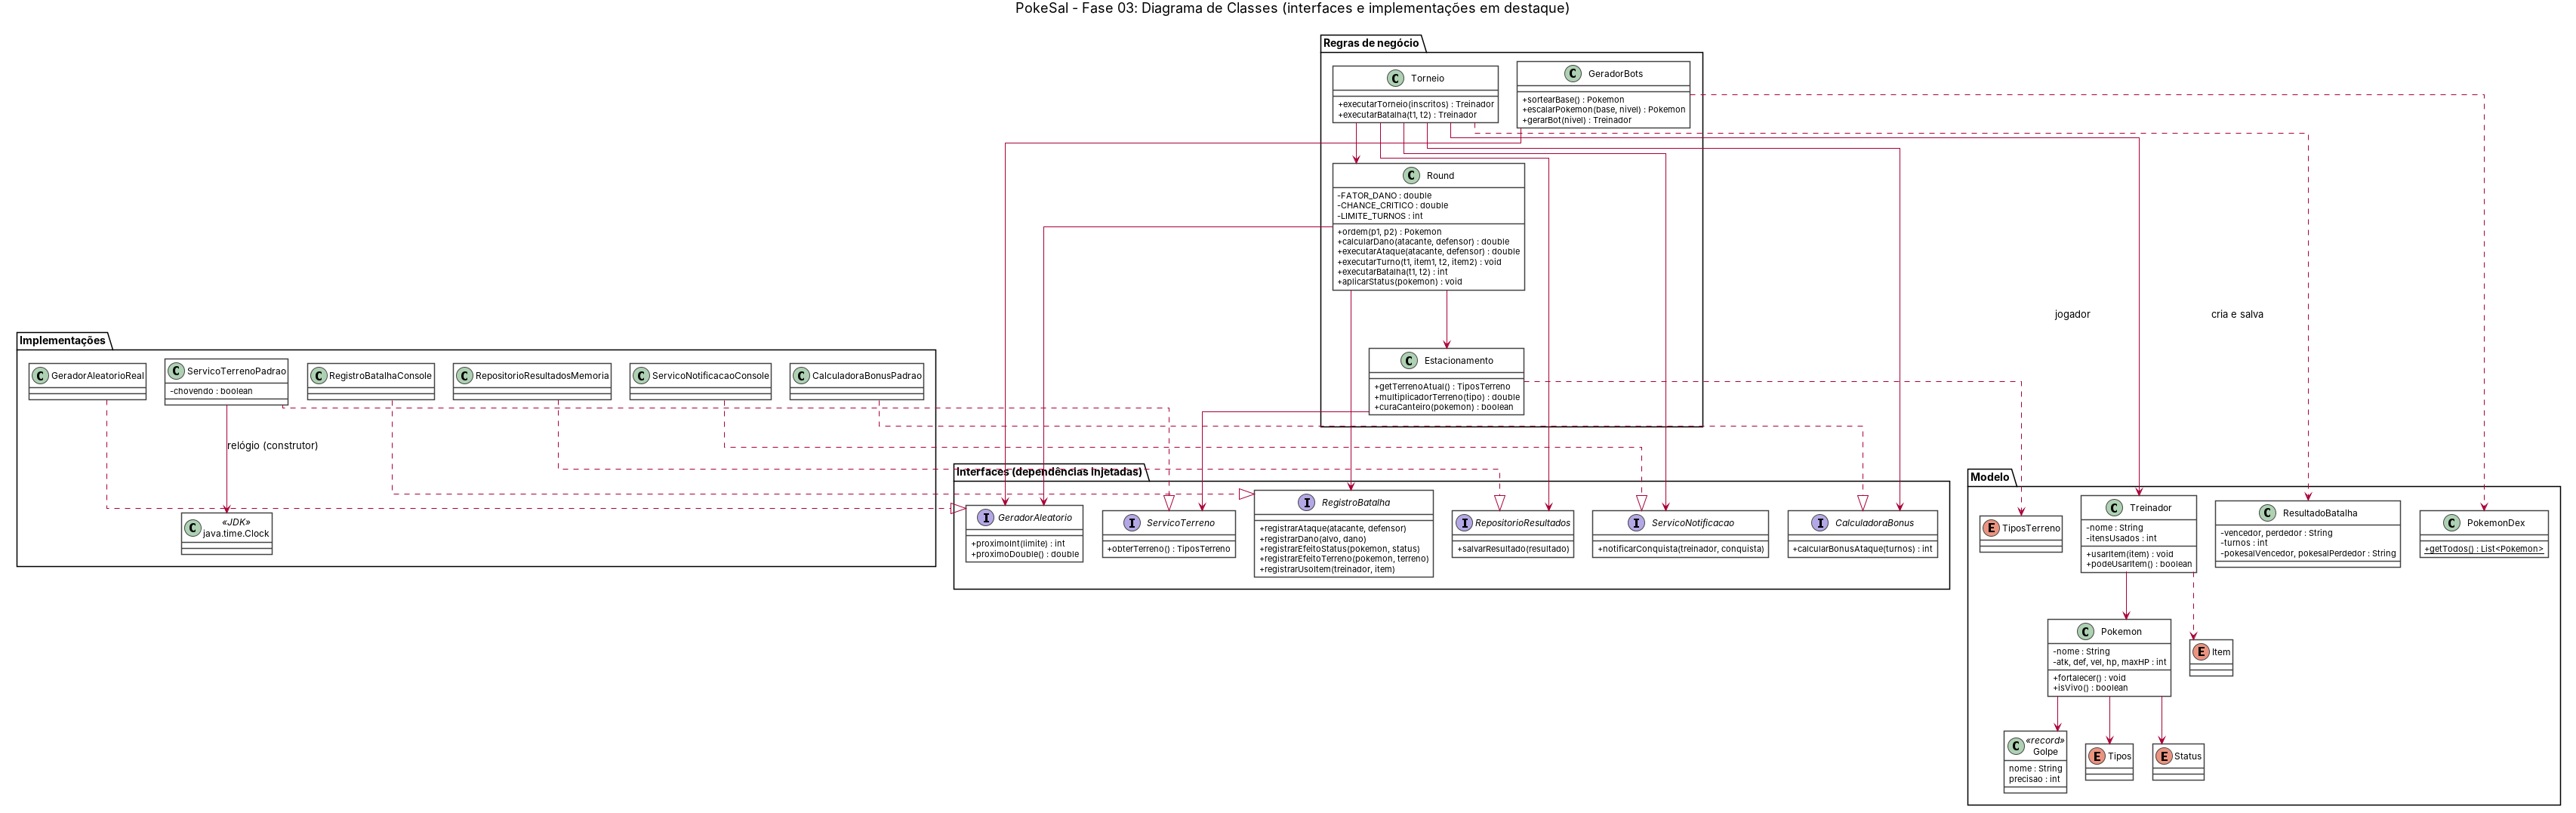 PokeSal - Fase 03: Diagrama de Classes (interfaces e implementações em destaque)
Regras de negócio
C Torneio
+executarTorneio(inscritos) : Treinador
+executarBatalha(t1, t2) : Treinador
C GeradorBots
+sortearBase() : Pokemon
+escalarPokemon(base, nivel) : Pokemon
+gerarBot(nivel) : Treinador
C Round
-FATOR_DANO : double
-CHANCE_CRITICO : double
-LIMITE_TURNOS : int
+ordem(p1, p2) : Pokemon
+calcularDano(atacante, defensor) : double
+executarAtaque(atacante, defensor) : double
+executarTurno(t1, item1, t2, item2) : void
+executarBatalha(t1, t2) : int
+aplicarStatus(pokemon) : void
C Estacionamento
+getTerrenoAtual() : TiposTerreno
+multiplicadorTerreno(tipo) : double
+curaCanteiro(pokemon) : boolean
jogador
cria e salva
Implementações
C GeradorAleatorioReal
C ServicoTerrenoPadrao
-chovendo : boolean
C RegistroBatalhaConsole
C RepositorioResultadosMemoria
C ServicoNotificacaoConsole
C CalculadoraBonusPadrao
relógio (construtor)
C «JDK»
java.time.Clock
Interfaces (dependências injetadas)
I GeradorAleatorio
+proximoInt(limite) : int
+proximoDouble() : double
I ServicoTerreno
+obterTerreno() : TiposTerreno
I RegistroBatalha
+registrarAtaque(atacante, defensor)
+registrarDano(alvo, dano)
+registrarEfeitoStatus(pokemon, status)
+registrarEfeitoTerreno(pokemon, terreno)
+registrarUsoItem(treinador, item)
I RepositorioResultados
+salvarResultado(resultado)
I ServicoNotificacao
+notificarConquista(treinador, conquista)
I CalculadoraBonus
+calcularBonusAtaque(turnos) : int
Modelo
E TiposTerreno
C Treinador
-nome : String
-itensUsados : int
+usarItem(item) : void
+podeUsarItem() : boolean
C ResultadoBatalha
-vencedor, perdedor : String
-turnos : int
-pokesalVencedor, pokesalPerdedor : String
C PokemonDex
+getTodos() : List<Pokemon>
C Pokemon
-nome : String
-atk, def, vel, hp, maxHP : int
+fortalecer() : void
+isVivo() : boolean
E Item
C «record»
Golpe
nome : String
precisao : int
E Tipos
E Status